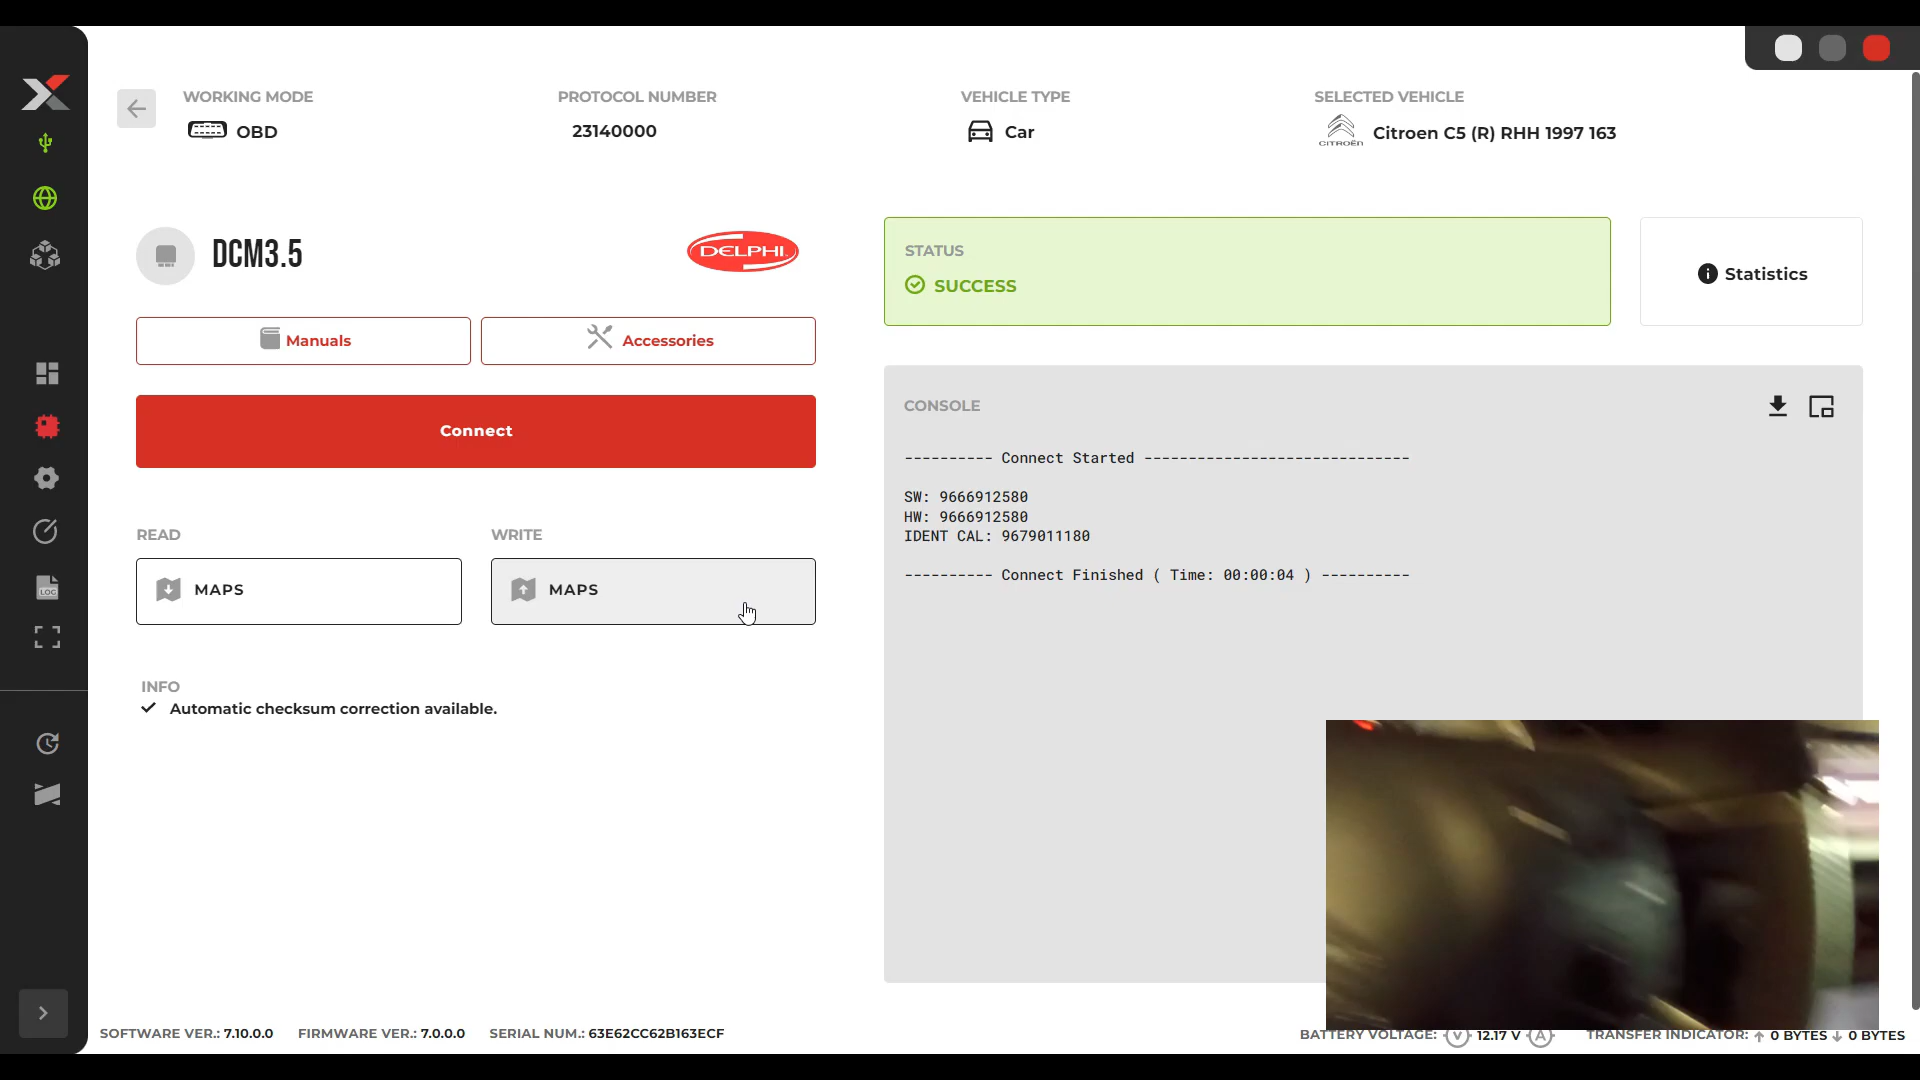 WORKING MODE
OBD
PROTOCOL NUMBER
23140000
VEHICLE TYPE
Car
SELECTED VEHICLE
CITROËN
Citroen C5 (R) RHH 1997 163
DCM3.5
DELPHI
Manuals
Accessories
Connect
READ
WRITE
MAPS
MAPS
INFO
Automatic checksum correction available.
STATUS
SUCCESS
Statistics
CONSOLE
---------- Connect Started ------------------------------
SW: 9666912580
HW: 9666912580
IDENT CAL: 9679011180
---------- Connect Finished ( Time: 00:00:04 ) ----------
LOG
SOFTWARE VER.: 7.10.0.0 FIRMWARE VER.: 7.0.0.0 SERIAL NUM.: 63E62CC62B163ECF
BATTERY VOLTAGE: V 12.17 V A TRANSFER INDICATOR: 0 BYTES 0 BYTES